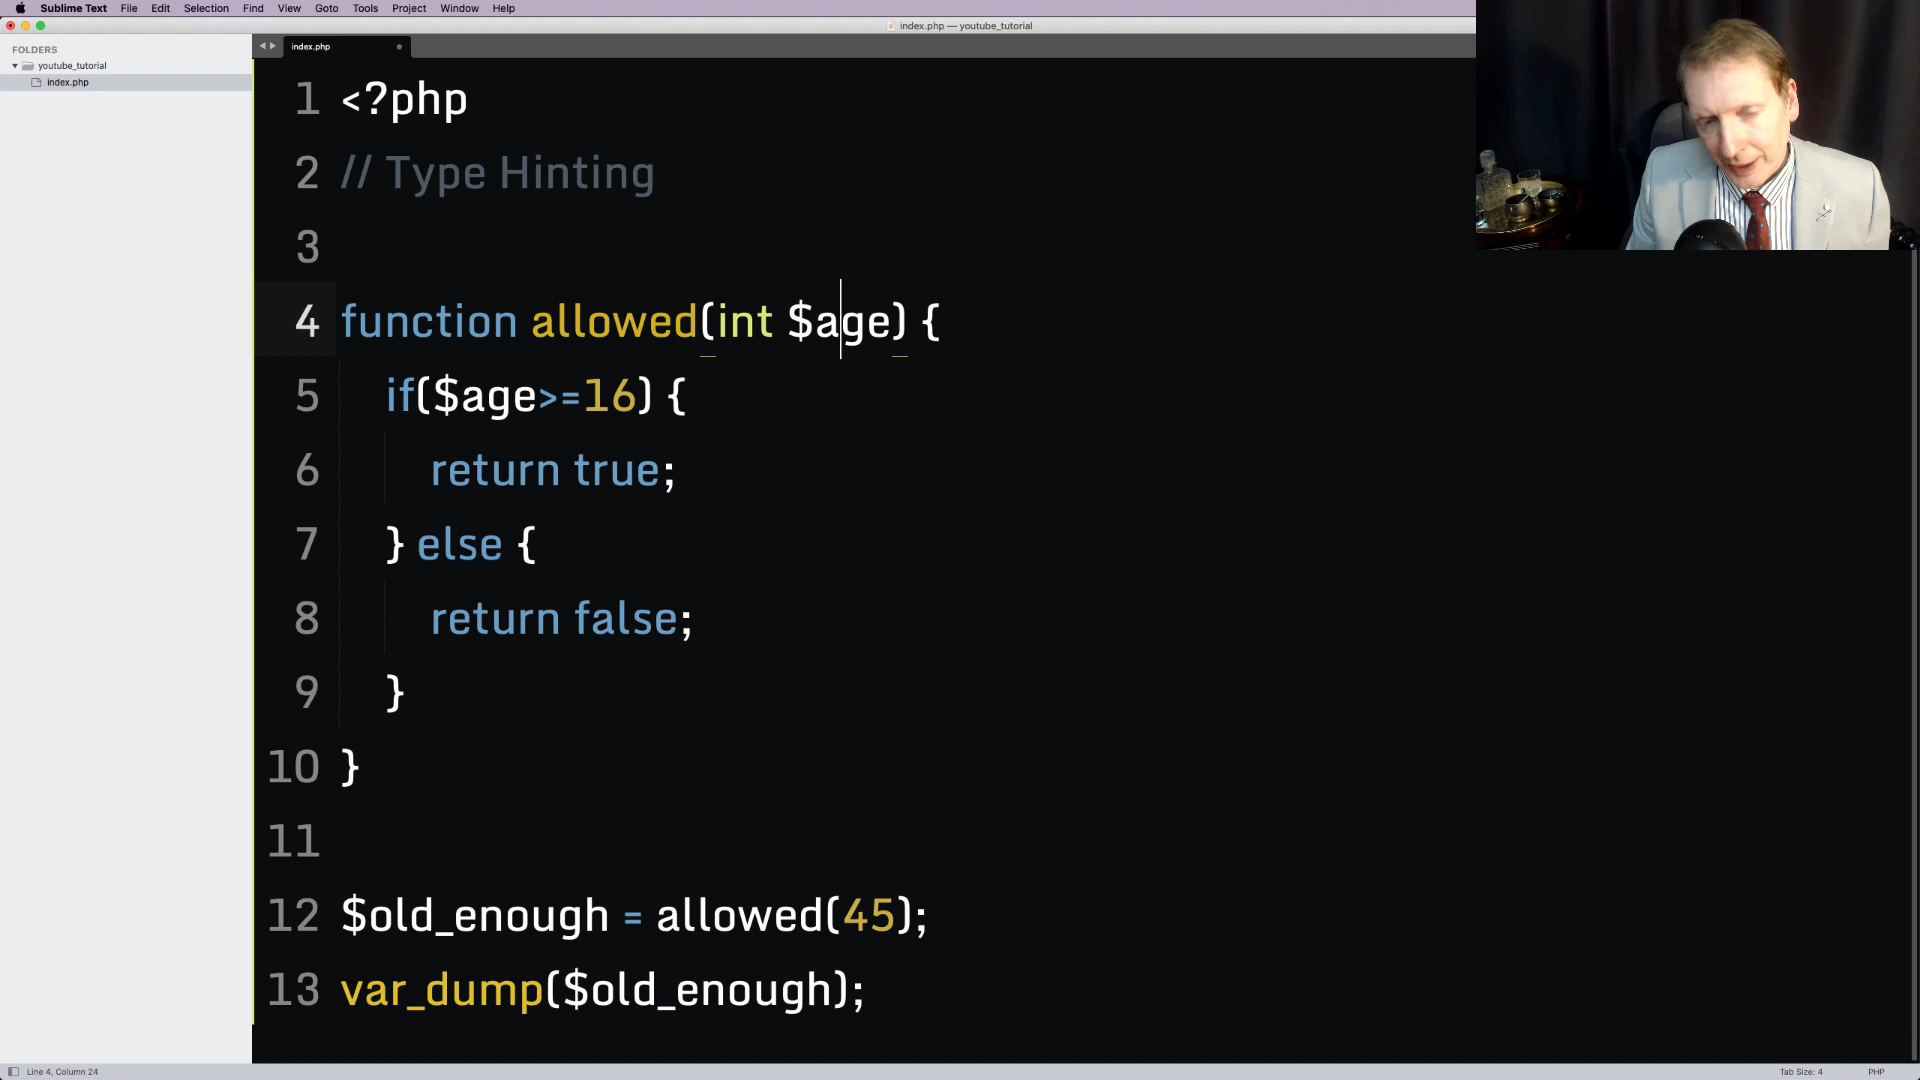 Sublime Text File Edit Selection Find View Goto Tools Project Window Help
index.php — youtube_tutorial
FOLDERS
youtube_tutorial
index.php
index.php
1 <?php
2 // Type Hinting
3
4 function allowed(int $age) {
5 if($age>=16) {
6 return true;
7 } else {
8 return false;
9 }
10 }
11
12 $old_enough = allowed(45);
13 var_dump($old_enough);
Line 4, Column 24
Tab Size: 4
PHP